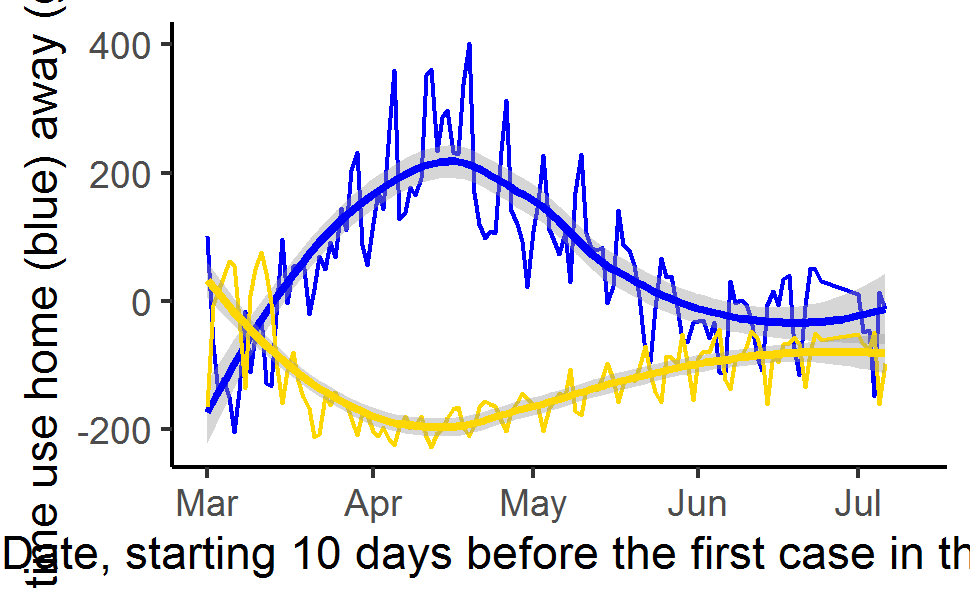 time use home (blue) away (
400
200
0
-200
Mar Apr May Jun Jul
Date, starting 10 days before the first case in th